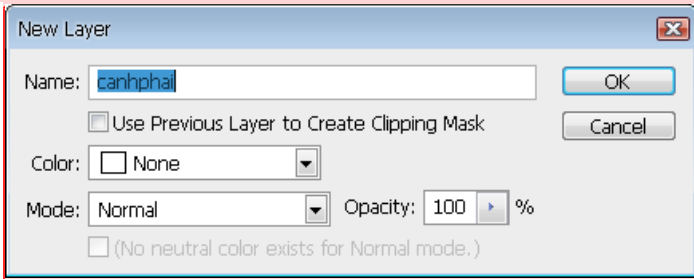 New Layer
Name: canhphai
OK
Use Previous Layer to Create Clipping Mask
Cancel
Color: None
Mode: Normal Opacity: 100 %
(No neutral color exists for Normal mode.)